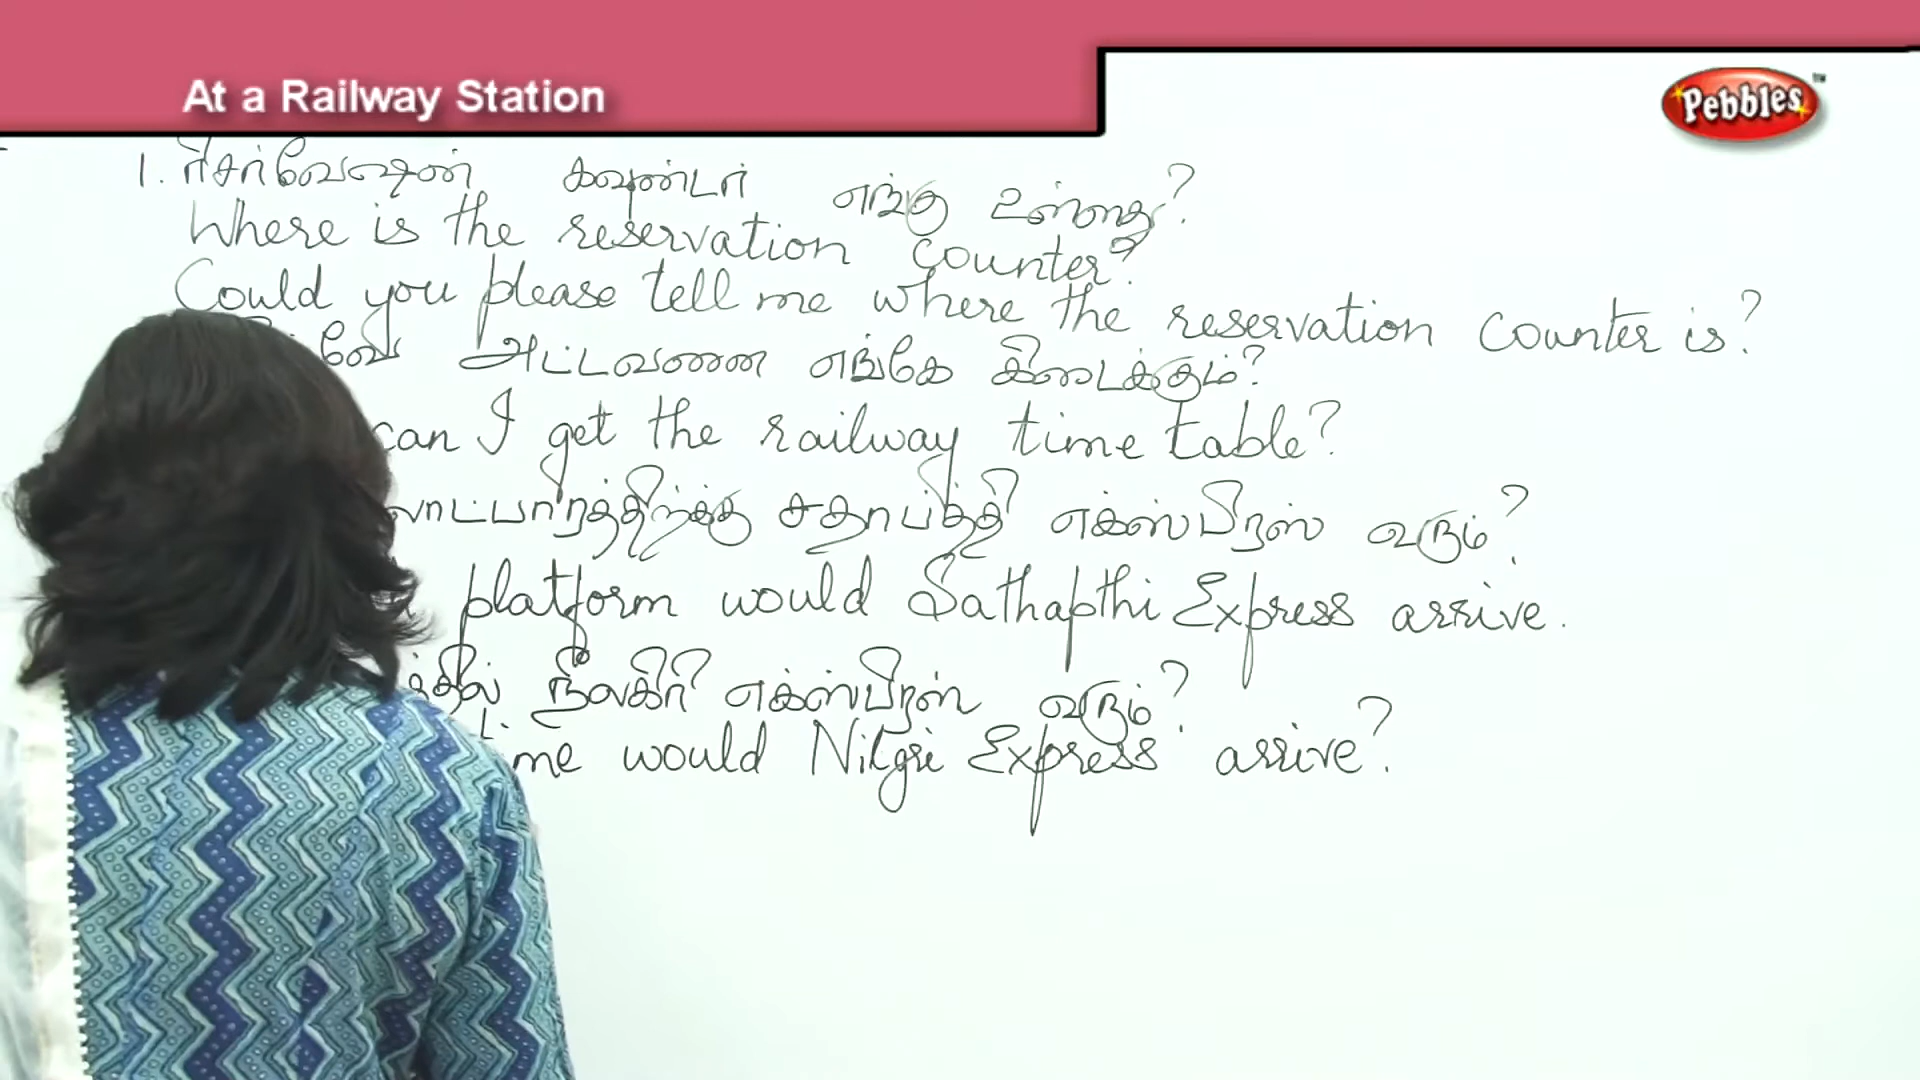 At a Railway Station
Pebbles™
1. ரிசர்வேஷன் கவுண்டர் எங்கு உள்ளது?
Where is the reservation counter?
Could you please tell me where the reservation counter is?
வே அட்டவணை எங்கே கிடைக்கும்?
can I get the railway time table?
லாட்பாரத்திற்க்கு சதாப்த்தி எக்ஸ்பிரஸ் வரும்?
platform would Sathapthi Express arrive.
த்தில் நீலகிரி எக்ஸ்பிரஸ் வரும்?
me would Nilgri Express arrive?